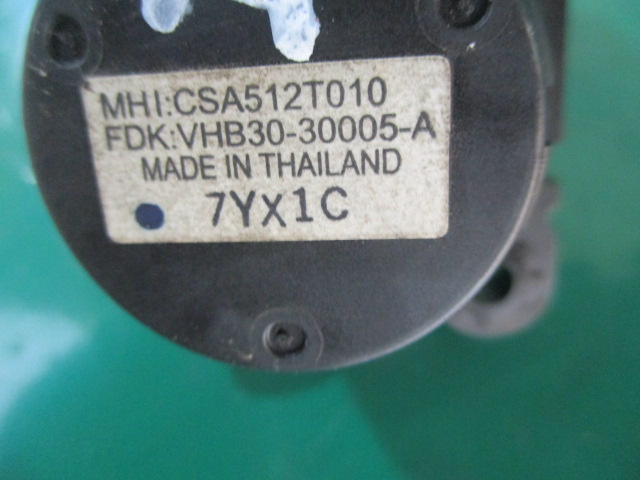 MHI:CSA512T010
FDK:VHB30-30005-A
MADE IN THAILAND
7YX1C